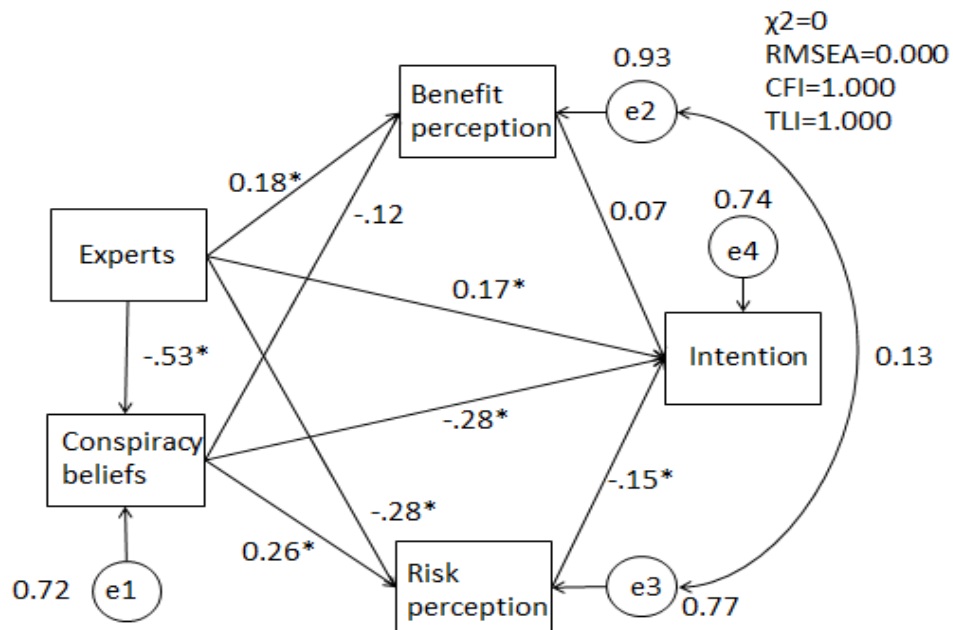 χ2=0
RMSEA=0.000
CFI=1.000
TLI=1.000
0.93
Benefit
perception
e2
0.18*
-.12
0.07
0.74
Experts
e4
0.17*
-.53*
Intention
0.13
-.28*
Conspiracy
beliefs
-.15*
-.28*
0.26*
0.72
e1
Risk
perception
e3
0.77